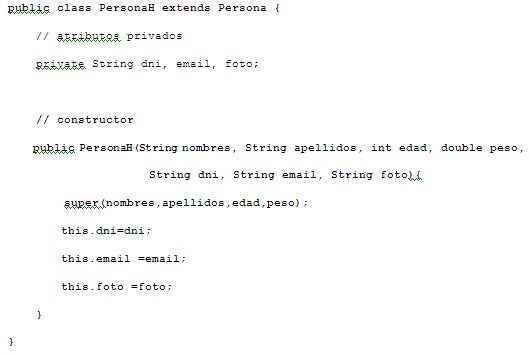 public class PersonaH extends Persona {
// atributos privados
private String dni, email, foto;
// constructor
public PersonaH(String nombres, String apellidos, int edad, double peso,
String dni, String email, String foto){
super(nombres,apellidos,edad,peso);
this.dni=dni;
this.email =email;
this.foto =foto;
}
}